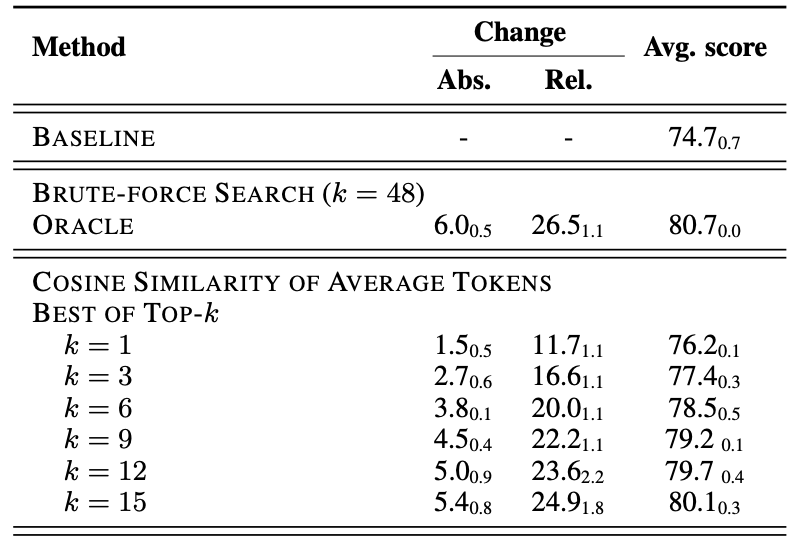 Method Change Avg. score
Abs. Rel.
BASELINE - - 74.7₀.₇
BRUTE-FORCE SEARCH (k = 48)
ORACLE 6.0₀.₅ 26.5₁.₁ 80.7₀.₀
COSINE SIMILARITY OF AVERAGE TOKENS
BEST OF TOP-k
k = 1 1.5₀.₅ 11.7₁.₁ 76.2₀.₁
k = 3 2.7₀.₆ 16.6₁.₁ 77.4₀.₃
k = 6 3.8₀.₁ 20.0₁.₁ 78.5₀.₅
k = 9 4.5₀.₄ 22.2₁.₁ 79.2 ₀.₁
k = 12 5.0₀.₉ 23.6₂.₂ 79.7 ₀.₄
k = 15 5.4₀.₈ 24.9₁.₈ 80.1₀.₃